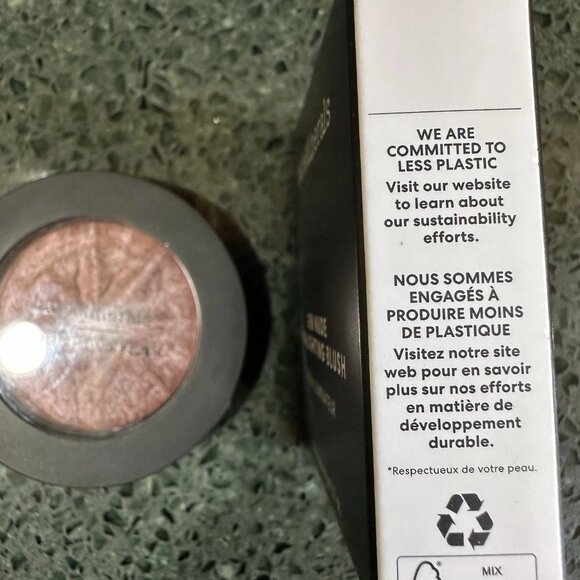 WE ARE
COMMITTED TO
LESS PLASTIC
Visit our website
to learn about
our sustainability
efforts.
NOUS SOMMES
ENGAGÉS À
PRODUIRE MOINS
DE PLASTIQUE
Visitez notre site
web pour en savoir
plus sur nos efforts
en matière de
développement
durable.
*Respectueux de votre peau.
MIX
NUDE
BLUSH